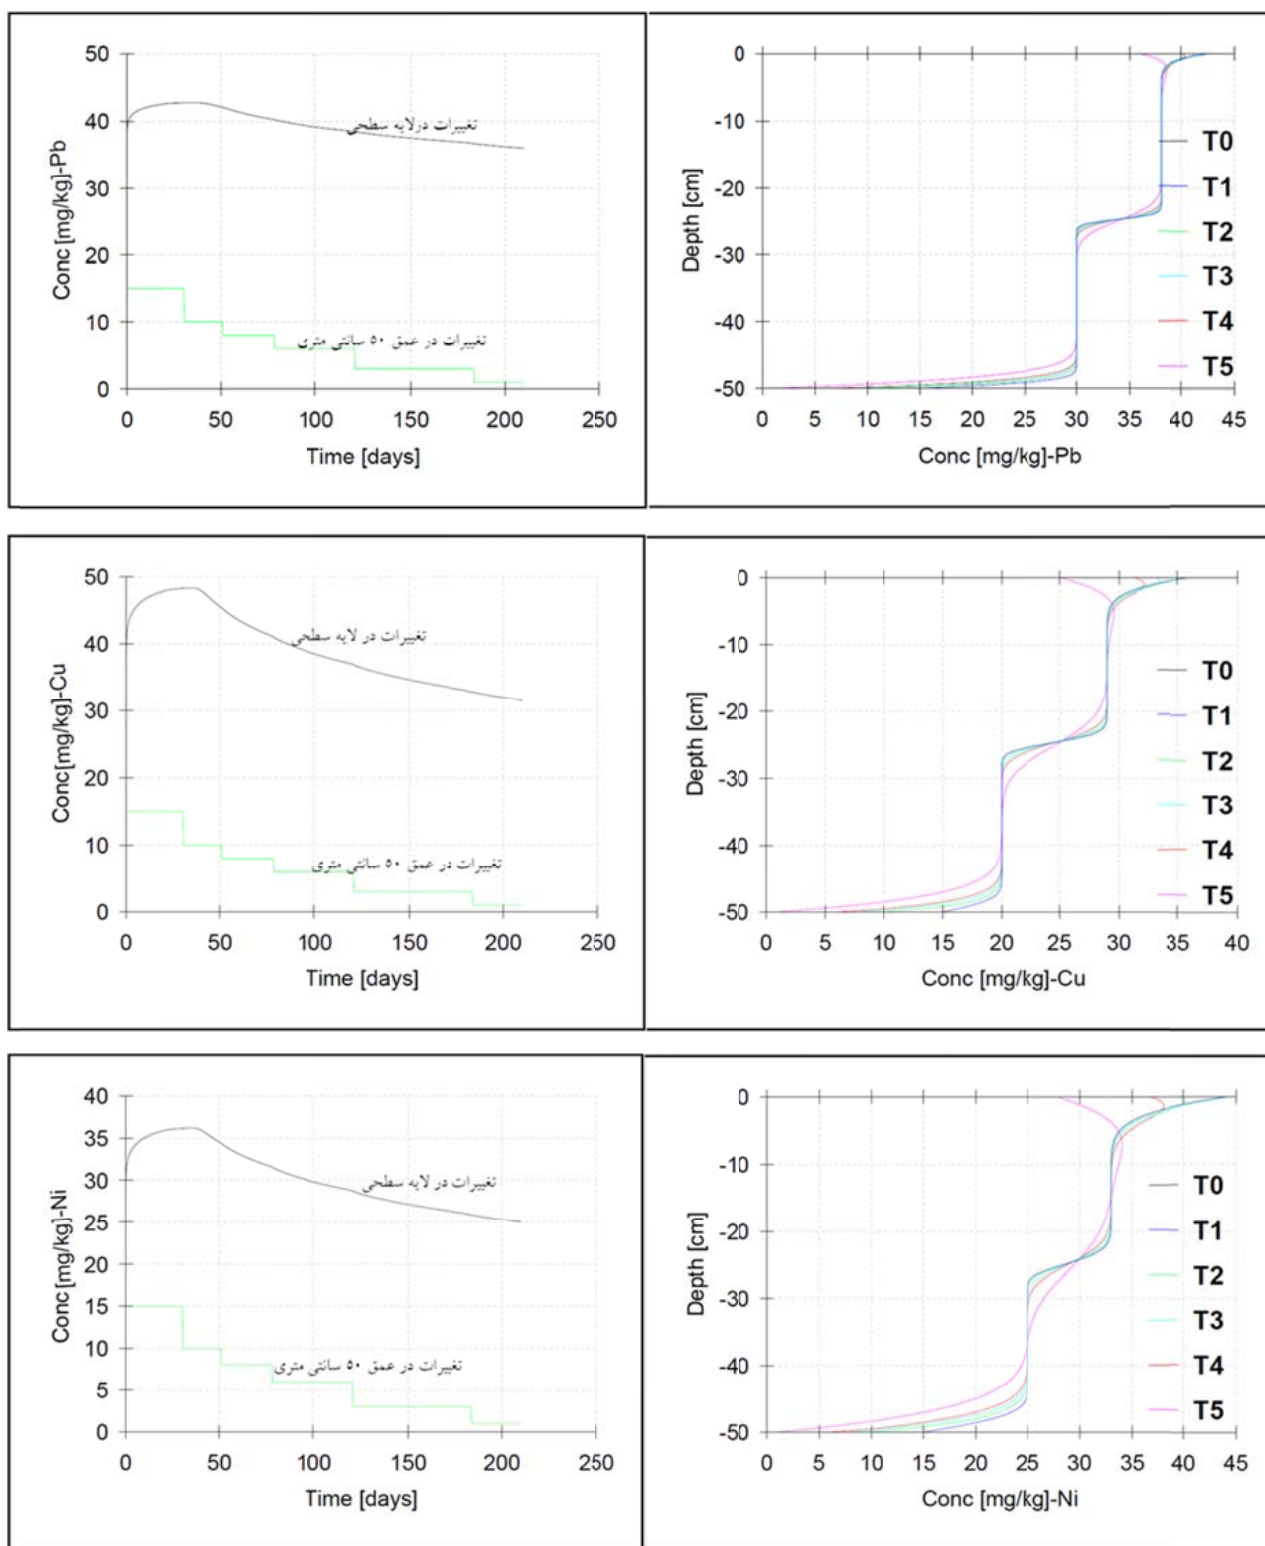 50
40
30
20
10
0
Conc [mg/kg]-Pb
تغییرات درلایه سطحی
تغییرات در عمق ۵۰ سانتی متری
0 50 100 150 200 250
Time [days]
0
-10
-20
-30
-40
-50
Depth [cm]
T0
T1
T2
T3
T4
T5
0 5 10 15 20 25 30 35 40 45
Conc [mg/kg]-Pb
50
40
30
20
10
0
Conc[mg/kg]-Cu
تغییرات در لایه سطحی
تغییرات در عمق ۵۰ سانتی متری
0 50 100 150 200 250
Time [days]
0
-10
-20
-30
-40
-50
Depth [cm]
T0
T1
T2
T3
T4
T5
0 5 10 15 20 25 30 35 40
Conc [mg/kg]-Cu
40
35
30
25
20
15
10
5
0
Conc [mg/kg]-Ni
تغییرات در لایه سطحی
تغییرات در عمق ۵۰ سانتی متری
0 50 100 150 200 250
Time [days]
0
-10
-20
-30
-40
-50
Depth [cm]
T0
T1
T2
T3
T4
T5
0 5 10 15 20 25 30 35 40 45
Conc [mg/kg]-Ni